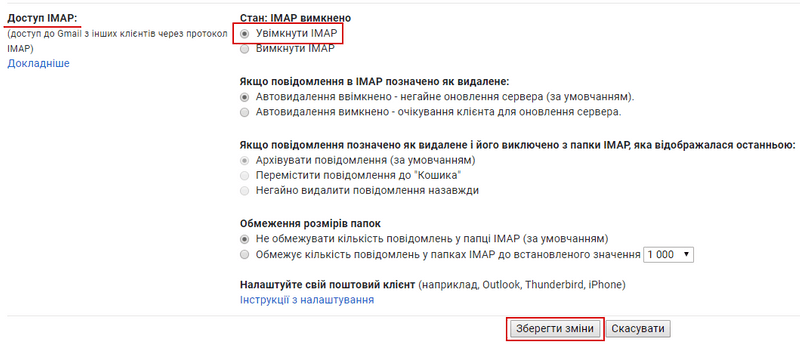 Доступ IMAP:
(доступ до Gmail з інших клієнтів через протокол
IMAP)
Докладніше
Стан: IMAP вимкнено
Увімкнути IMAP
Вимкнути IMAP
Якщо повідомлення в IMAP позначено як видалене:
Автовидалення ввімкнено - негайне оновлення сервера (за умовчанням).
Автовидалення вимкнено - очікування клієнта для оновлення сервера.
Якщо повідомлення позначено як видалене і його виключено з папки IMAP, яка відображалася останньою:
Архівувати повідомлення (за умовчанням)
Перемістити повідомлення до "Кошика"
Негайно видалити повідомлення назавжди
Обмеження розмірів папок
Не обмежувати кількість повідомлень у папці IMAP (за умовчанням)
Обмежує кількість повідомлень у папках IMAP до встановленого значення 1 000
Налаштуйте свій поштовий клієнт (наприклад, Outlook, Thunderbird, iPhone)
Інструкції з налаштування
Зберегти зміни Скасувати